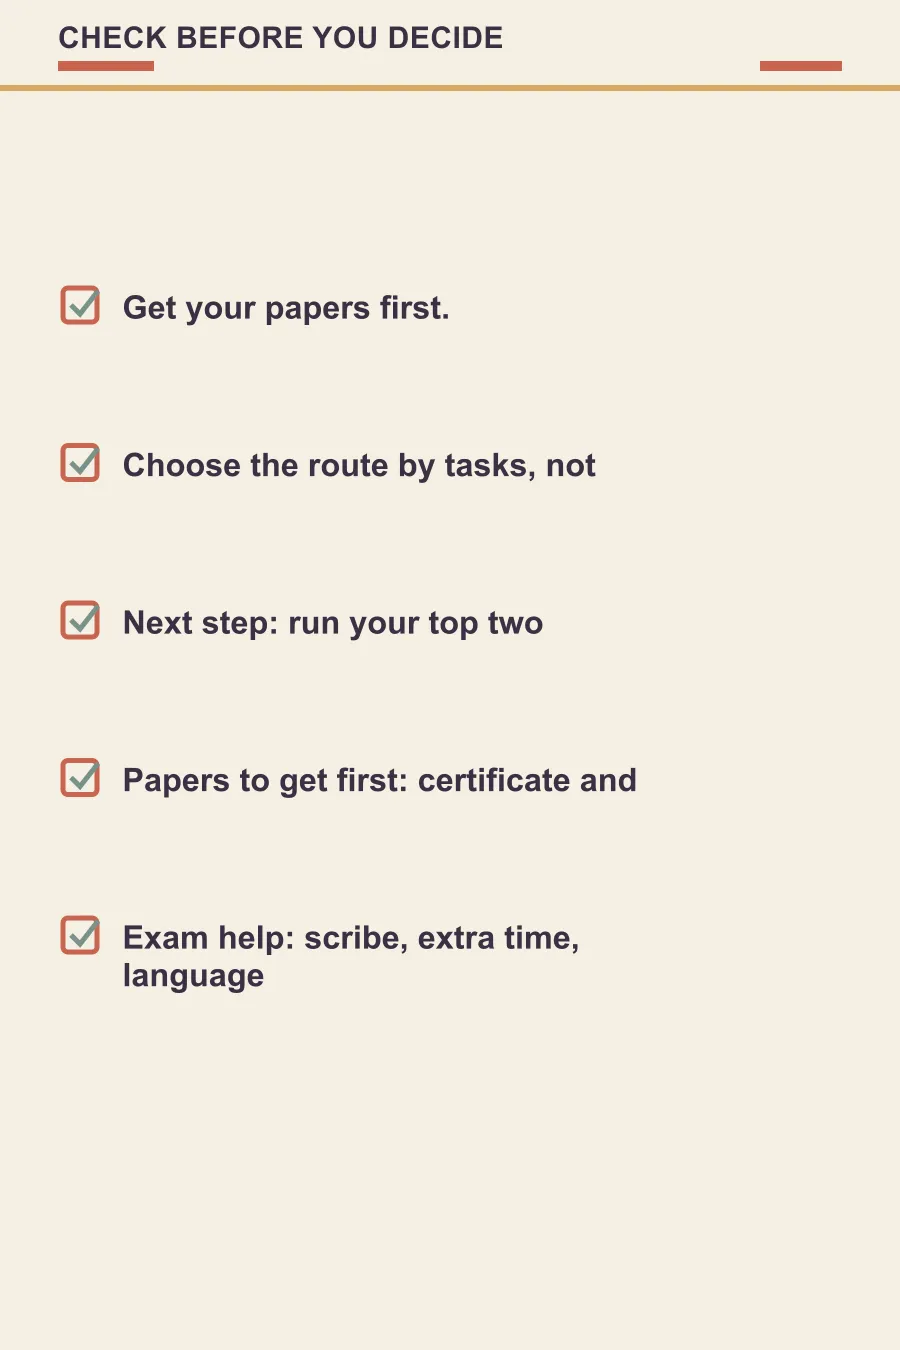 CHECK BEFORE YOU DECIDE
Get your papers first.
Choose the route by tasks, not
Next step: run your top two
Papers to get first: certificate and
Exam help: scribe, extra time,
language